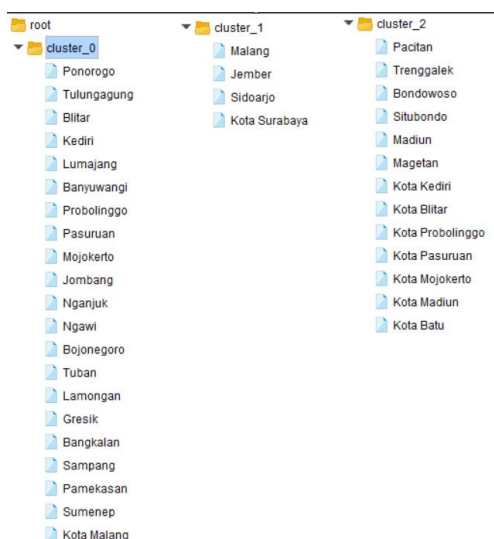 root
cluster_0
Ponorogo
Tulungagung
Blitar
Kediri
Lumajang
Banyuwangi
Probolinggo
Pasuruan
Mojokerto
Jombang
Nganjuk
Ngawi
Bojonegoro
Tuban
Lamongan
Gresik
Bangkalan
Sampang
Pamekasan
Sumenep
Kota Malang
cluster_1
Malang
Jember
Sidoarjo
Kota Surabaya
cluster_2
Pacitan
Trenggalek
Bondowoso
Situbondo
Madiun
Magetan
Kota Kediri
Kota Blitar
Kota Probolinggo
Kota Pasuruan
Kota Mojokerto
Kota Madiun
Kota Batu